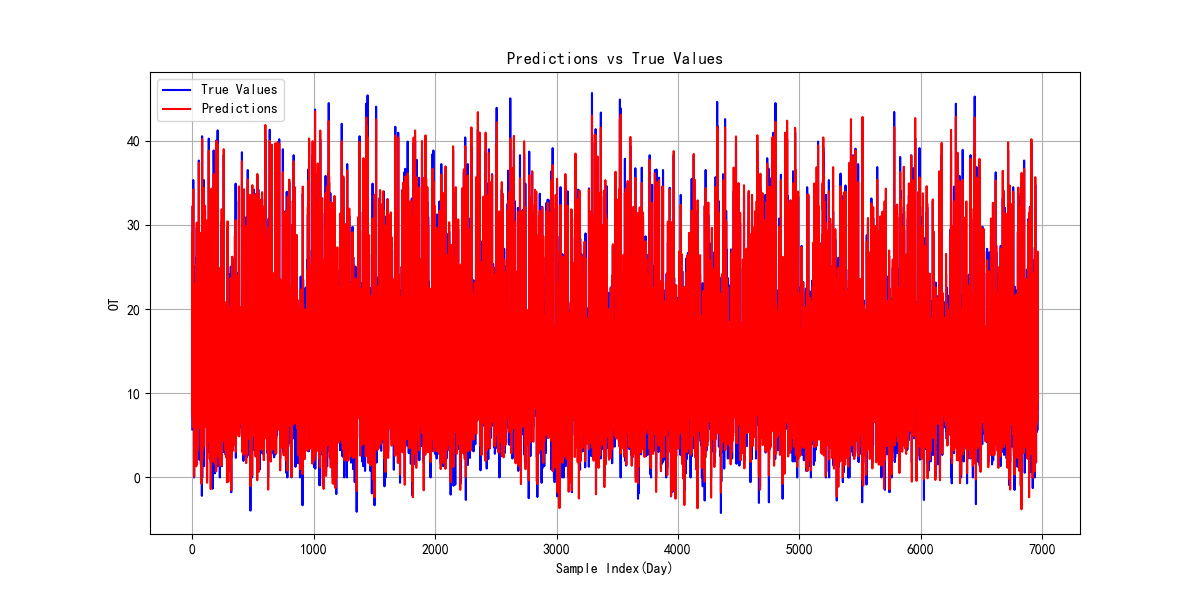 Predictions vs True Values
True Values
Predictions
40
30
20
10
0
OT
0 1000 2000 3000 4000 5000 6000 7000
Sample Index(Day)